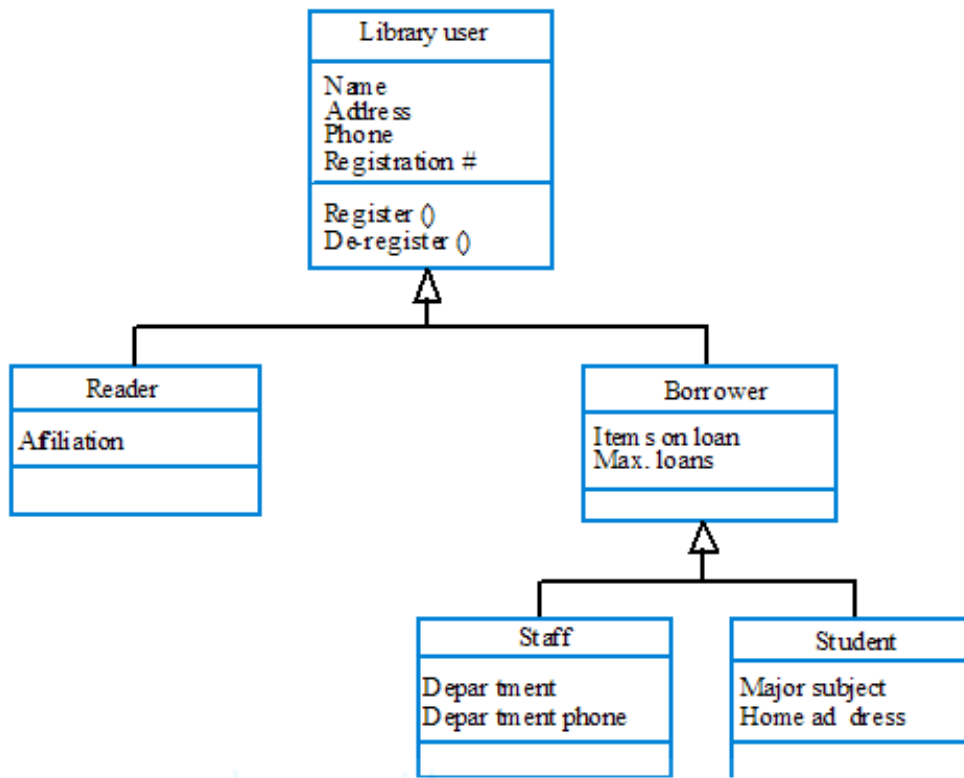 Library user
Name
Address
Phone
Registration #
Register ()
De-register ()
Reader
Affiliation
Borrower
Items on loan
Max. loans
Staff
Department
Department phone
Student
Major subject
Home address